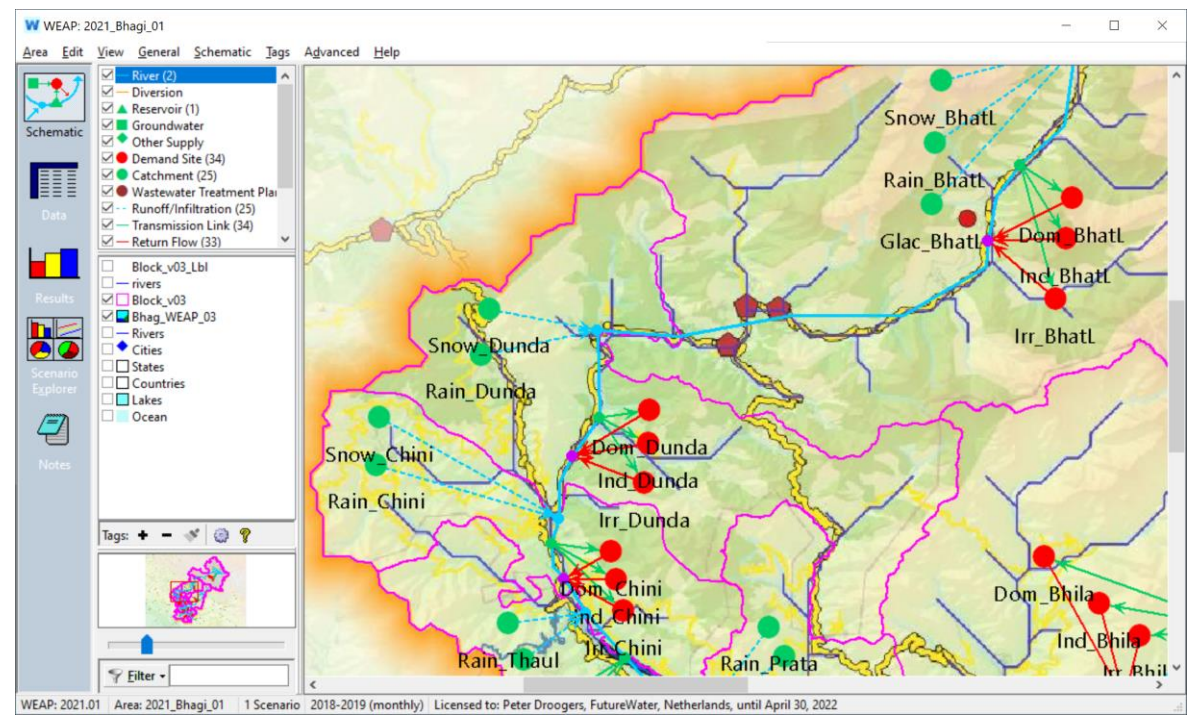 W WEAP: 2021_Bhagi_01
Area Edit View General Schematic Tags Advanced Help
Schematic
Data
Results
Scenario
Explorer
Notes
River (2)
Diversion
Reservoir (1)
Groundwater
Other Supply
Demand Site (34)
Catchment (25)
Wastewater Treatment Plan
Runoff/Infiltration (25)
Transmission Link (34)
Return Flow (33)
Block_v03_Lbl
rivers
Block_v03
Bhag_WEAP_03
Rivers
Cities
States
Countries
Lakes
Ocean
Tags:
Filter
Snow_BhatL
Rain_BhatL
Glac_BhatL
Dom_BhatL
Ind_BhatL
Irr_BhatL
Snow_Dunda
Rain_Dunda
Dom_Dunda
Ind_Dunda
Irr_Dunda
Snow_Chini
Rain_Chini
Dom_Chini
Ind_Chini
Irr_Chini
Rain_Thaul
Rain_Prata
Dom_Bhila
Ind_Bhila
Irr_Bhil
WEAP: 2021.01 Area: 2021_Bhagi_01 1 Scenario 2018-2019 (monthly) Licensed to: Peter Droogers, FutureWater, Netherlands, until April 30, 2022